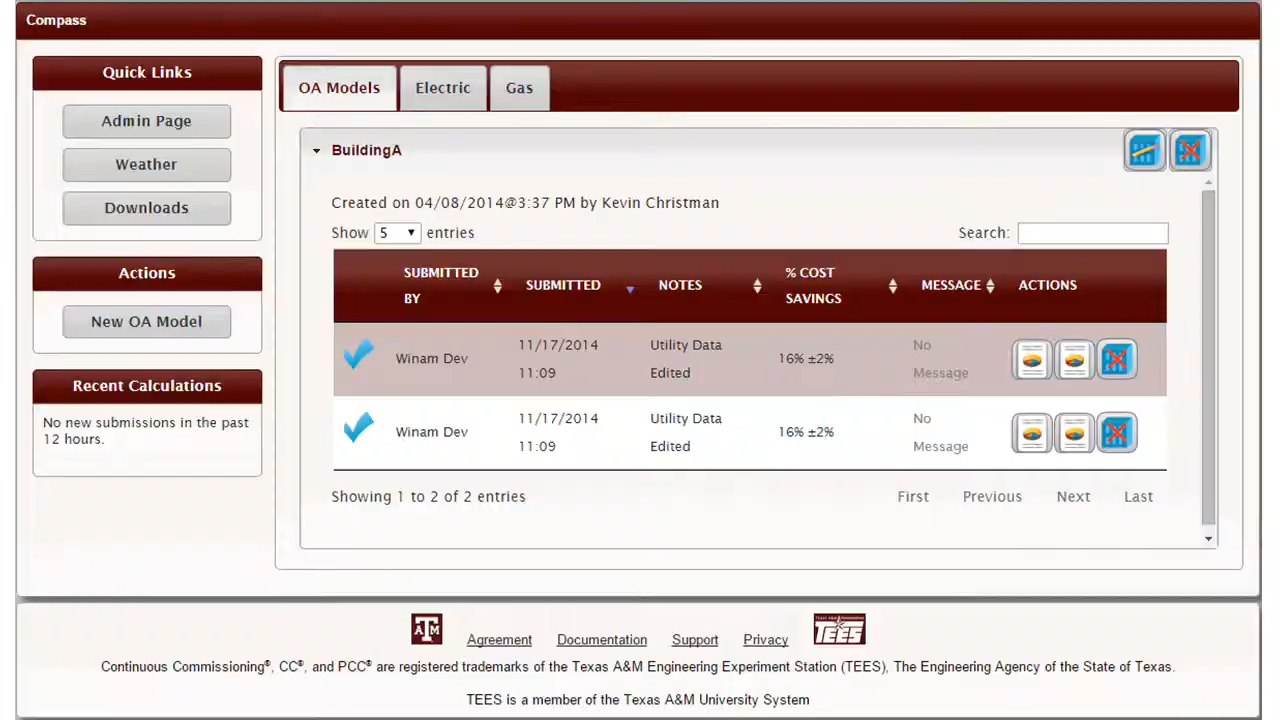 Compass
Quick Links
Admin Page
Weather
Downloads
Actions
New OA Model
Recent Calculations
No new submissions in the past
12 hours.
OA Models
Electric
Gas
BuildingA
Created on 04/08/2014@3:37 PM by Kevin Christman
Show 5 entries
Search:
SUBMITTED BY
SUBMITTED
NOTES
% COST SAVINGS
MESSAGE
ACTIONS
Winam Dev
11/17/2014
11:09
Utility Data
Edited
16% ±2%
No
Message
Winam Dev
11/17/2014
11:09
Utility Data
Edited
16% ±2%
No
Message
Showing 1 to 2 of 2 entries
First Previous Next Last
ATM
Agreement Documentation Support Privacy
TEES
Continuous Commissioning®, CC®, and PCC® are registered trademarks of the Texas A&M Engineering Experiment Station (TEES), The Engineering Agency of the State of Texas.
TEES is a member of the Texas A&M University System